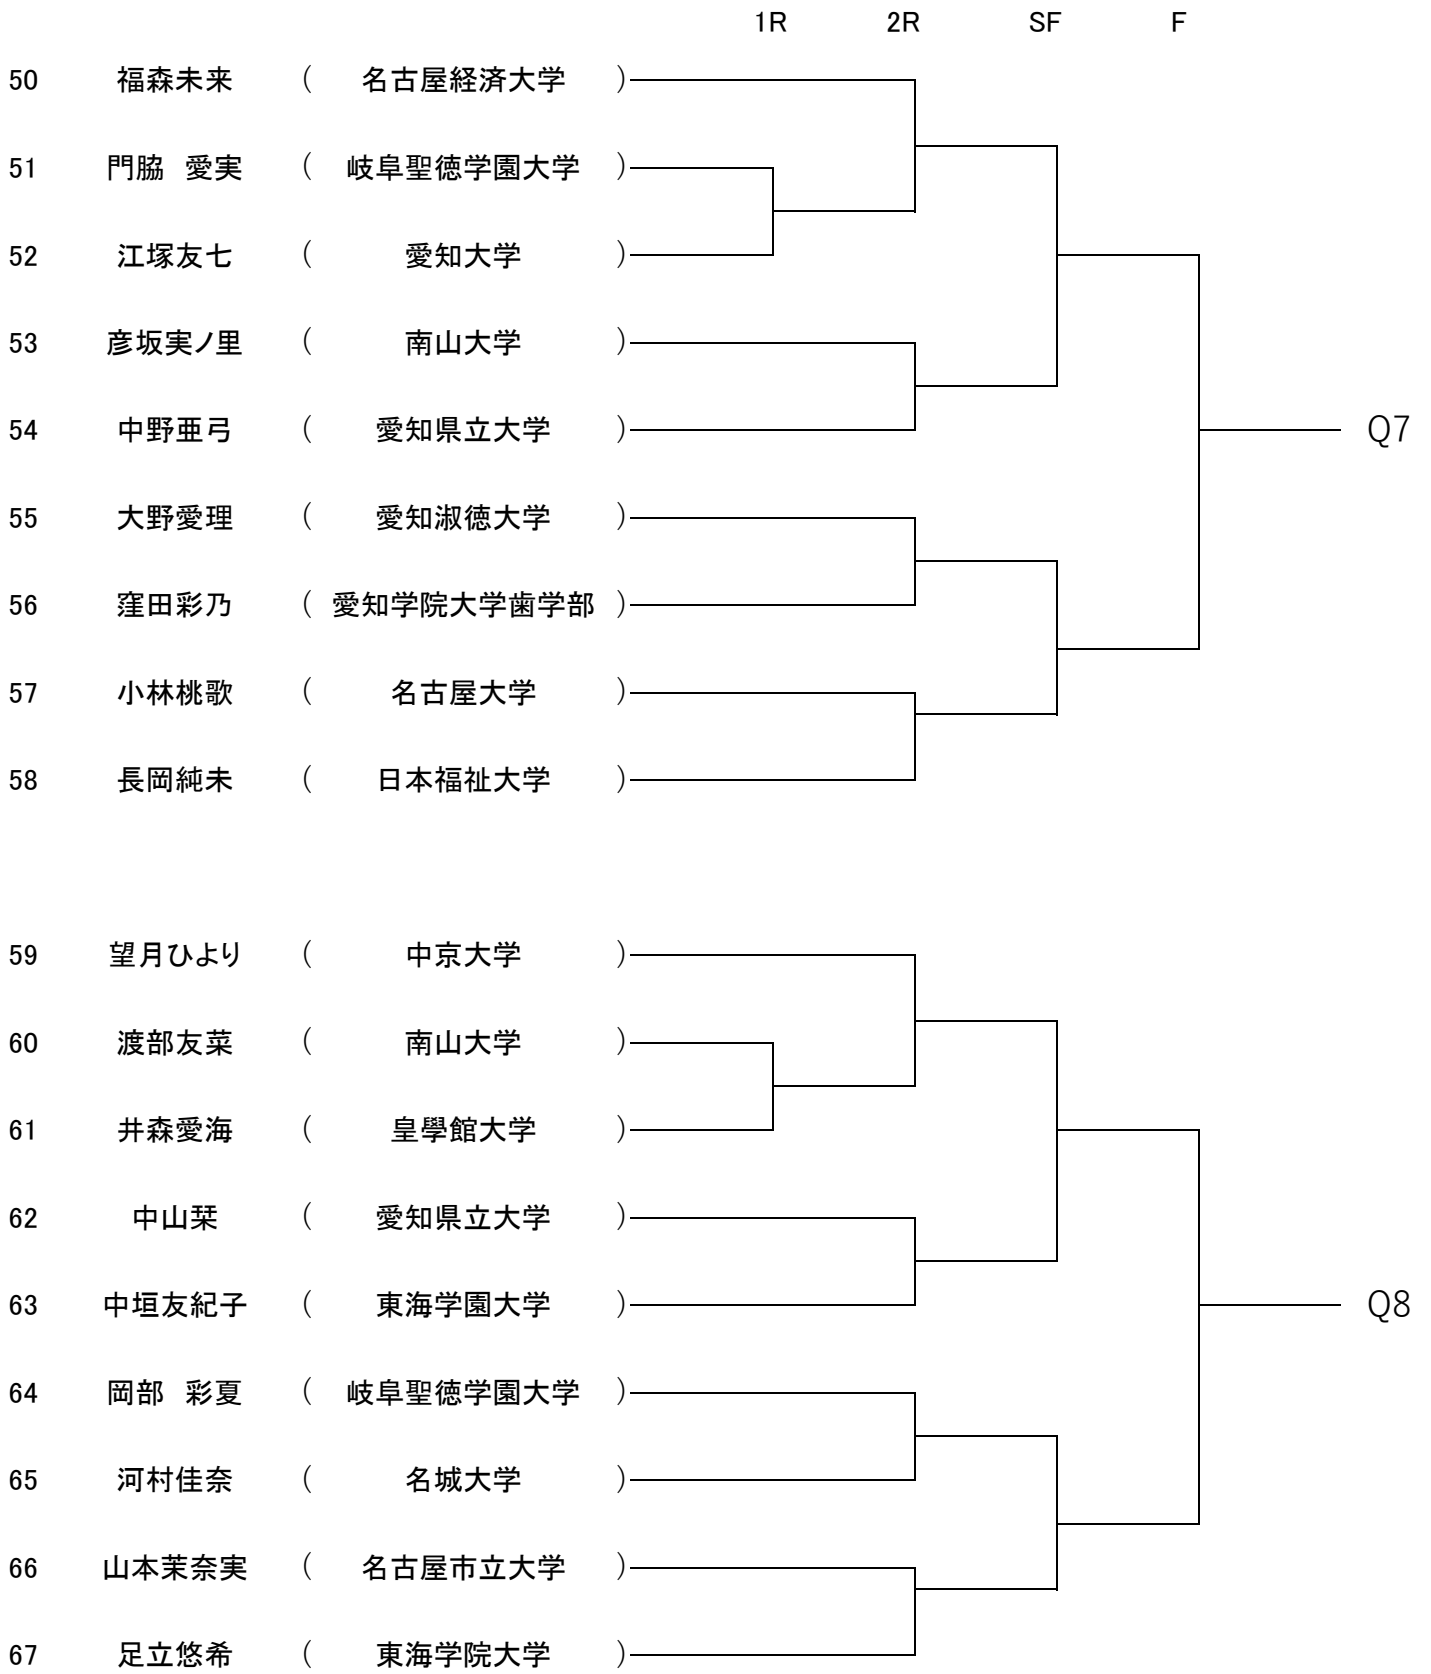 1R 2R SF F
50 福森未来 ( 名古屋経済大学 )
51 門脇 愛実 ( 岐阜聖徳学園大学 )
52 江塚友七 ( 愛知大学 )
53 彦坂実ノ里 ( 南山大学 )
54 中野亜弓 ( 愛知県立大学 )
Q7
55 大野愛理 ( 愛知淑徳大学 )
56 窪田彩乃 ( 愛知学院大学歯学部 )
57 小林桃歌 ( 名古屋大学 )
58 長岡純未 ( 日本福祉大学 )
59 望月ひより ( 中京大学 )
60 渡部友菜 ( 南山大学 )
61 井森愛海 ( 皇學館大学 )
62 中山栞 ( 愛知県立大学 )
63 中垣友紀子 ( 東海学園大学 )
Q8
64 岡部 彩夏 ( 岐阜聖徳学園大学 )
65 河村佳奈 ( 名城大学 )
66 山本茉奈実 ( 名古屋市立大学 )
67 足立悠希 ( 東海学院大学 )